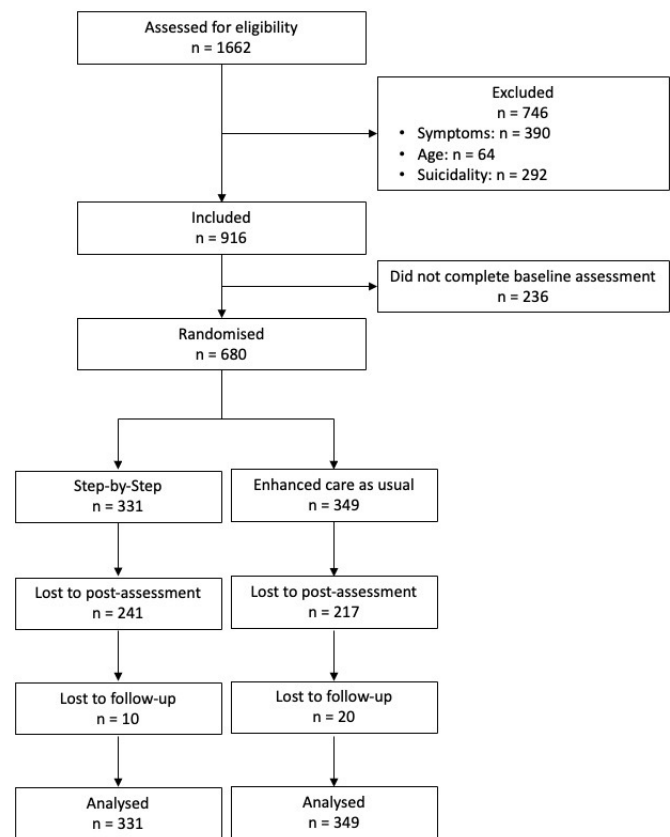 Assessed for eligibility
n = 1662
Excluded
n = 746
• Symptoms: n = 390
• Age: n = 64
• Suicidality: n = 292
Included
n = 916
Did not complete baseline assessment
n = 236
Randomised
n = 680
Step-by-Step
n = 331
Enhanced care as usual
n = 349
Lost to post-assessment
n = 241
Lost to post-assessment
n = 217
Lost to follow-up
n = 10
Lost to follow-up
n = 20
Analysed
n = 331
Analysed
n = 349